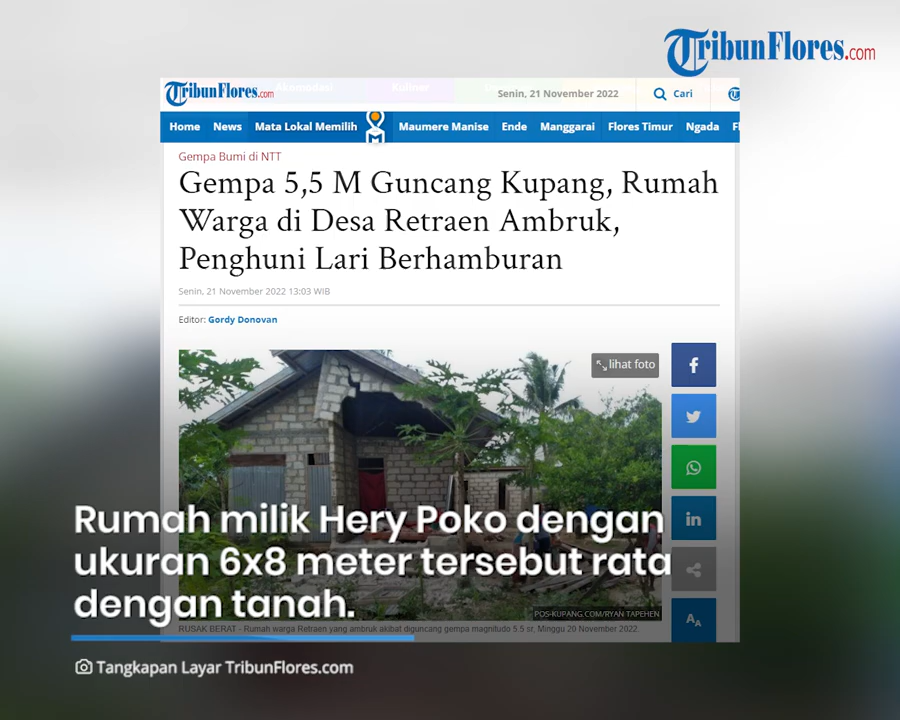 TribunFlores.com
TribunFlores.com
Akomodasi
Kuliner
Senin, 21 November 2022
Cari
Home News Mata Lokal Memilih Maumere Manise Ende Manggarai Flores Timur Ngada
Gempa Bumi di NTT
Gempa 5,5 M Guncang Kupang, Rumah
Warga di Desa Retraen Ambruk,
Penghuni Lari Berhamburan
Senin, 21 November 2022 13:03 WIB
Editor: Gordy Donovan
lihat foto
Rumah milik Hery Poko dengan
ukuran 6x8 meter tersebut rata
dengan tanah.
POS-KUPANG.COM/RYAN TAPEHEN
RUSAK BERAT - Rumah warga Retraen yang ambruk akibat diguncang gempa magnitudo 5.5 st, Minggu 20 November 2022.
AA
Tangkapan Layar TribunFlores.com